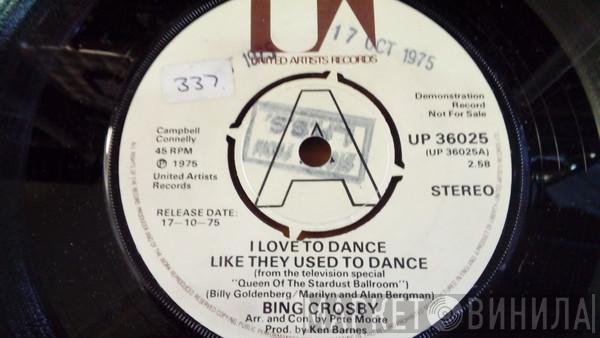 UA
UNITED ARTISTS RECORDS
17 OCT 1975
337.
Demonstration
Record
Not For Sale
Campbell
Connelly
45 RPM
℗ 1975
United Artists
Records
A
UP 36025
(UP 36025A)
2.58
STEREO
RELEASE DATE:
17-10-75
I LOVE TO DANCE
LIKE THEY USED TO DANCE
(from the television special
"Queen Of The Stardust Ballroom")
(Billy Goldenberg/Marilyn and Alan Bergman)
BING CROSBY
Arr. and Con. by Pete Moore
Prod. by Ken Barnes
МАРКЕТ ВИНИЛА